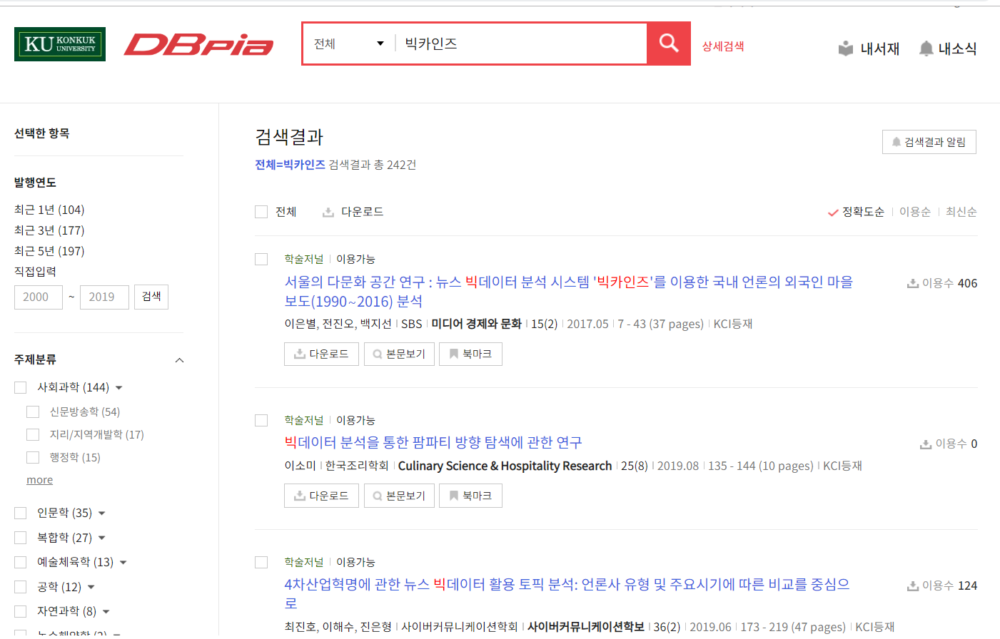 KU KONKUK UNIVERSITY
DBpia
전체 빅카인즈
상세검색
내서재 내소식
선택한 항목
발행연도
최근 1년 (104)
최근 3년 (177)
최근 5년 (197)
직접입력
2000 ~ 2019 검색
주제분류
사회과학 (144)
신문방송학 (54)
지리/지역개발학 (17)
행정학 (15)
more
인문학 (35)
복합학 (27)
예술체육학 (13)
공학 (12)
자연과학 (8)
검색결과
검색결과 알림
전체=빅카인즈 검색결과 총 242건
전체 다운로드
정확도순 이용순 최신순
학술저널 이용가능
서울의 다문화 공간 연구 : 뉴스 빅데이터 분석 시스템 '빅카인즈'를 이용한 국내 언론의 외국인 마을
보도(1990~2016) 분석
이용수 406
이은별, 전진오, 백지선 SBS 미디어 경제와 문화 15(2) 2017.05 7 - 43 (37 pages) KCI등재
다운로드 본문보기 북마크
학술저널 이용가능
빅데이터 분석을 통한 팜파티 방향 탐색에 관한 연구
이용수 0
이소미 한국조리학회 Culinary Science & Hospitality Research 25(8) 2019.08 135 - 144 (10 pages) KCI등재
다운로드 본문보기 북마크
학술저널 이용가능
4차산업혁명에 관한 뉴스 빅데이터 활용 토픽 분석: 언론사 유형 및 주요시기에 따른 비교를 중심으
로
이용수 124
최진호, 이해수, 진은형 사이버커뮤니케이션학회 사이버커뮤니케이션학보 36(2) 2019.06 173 - 219 (47 pages) KCI등재